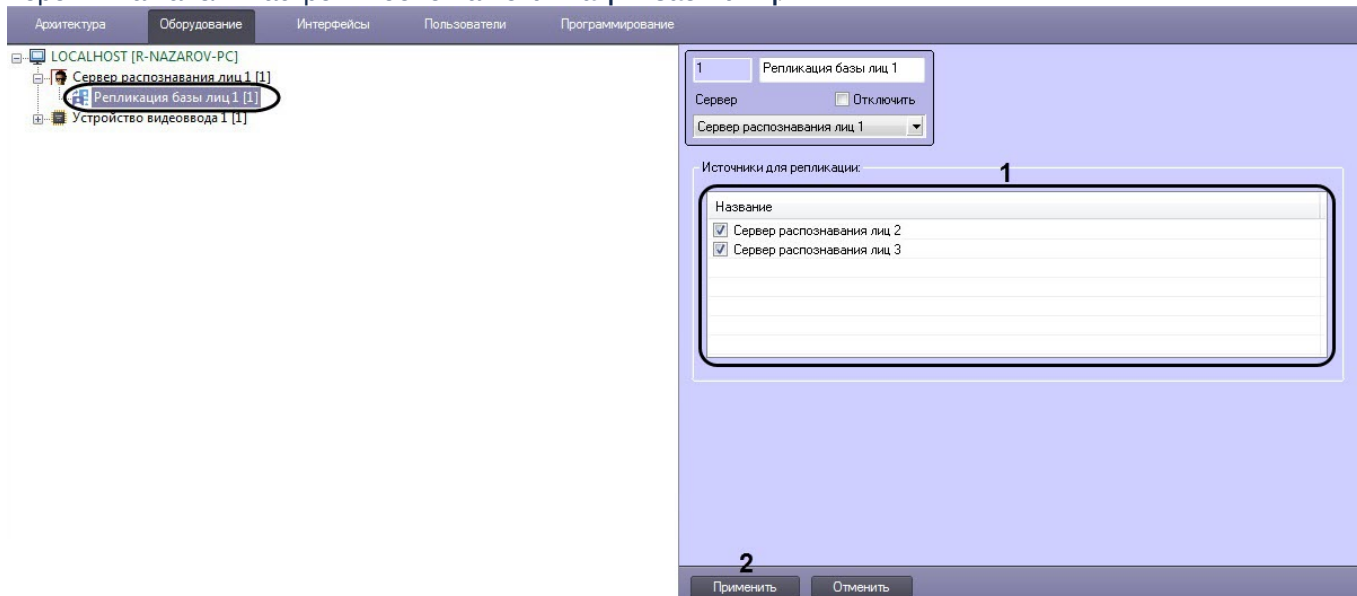 Архитектура Оборудование Интерфейсы Пользователи Программирование
LOCALHOST [R-NAZAROV-PC]
Сервер распознавания лиц 1 [1]
Репликация базы лиц 1 [1]
Устройство видеоввода 1 [1]
1 Репликация базы лиц 1
Сервер Отключить
Сервер распознавания лиц 1
Источники для репликации:
1
Название
Сервер распознавания лиц 2
Сервер распознавания лиц 3
2
Применить Отменить